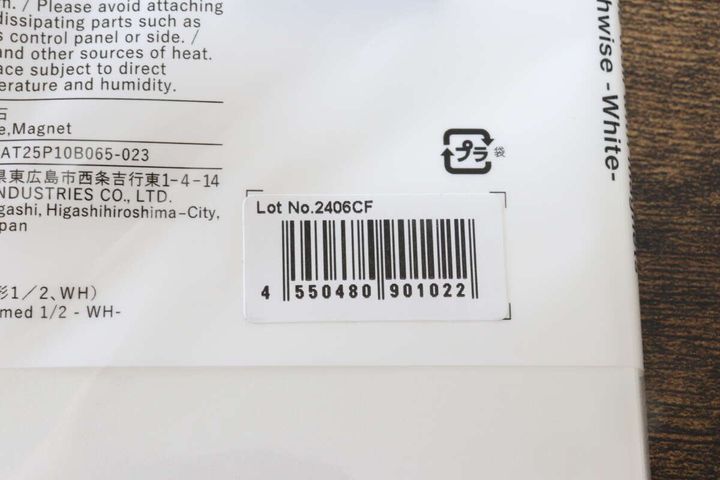 . / Please avoid attaching
dissipating parts such as
control panel or side. /
and other sources of heat.
ace subject to direct
erature and humidity.
石
e,Magnet
AT25P10B065-023
県東広島市西条吉行東1-4-14
NDUSTRIES CO., LTD.
gashi, Higashihiroshima-City,
pan
形1／2、WH）
med 1/2 - WH-
プラ
袋
Lot No.2406CF
4 550480 901022
thwise -White-